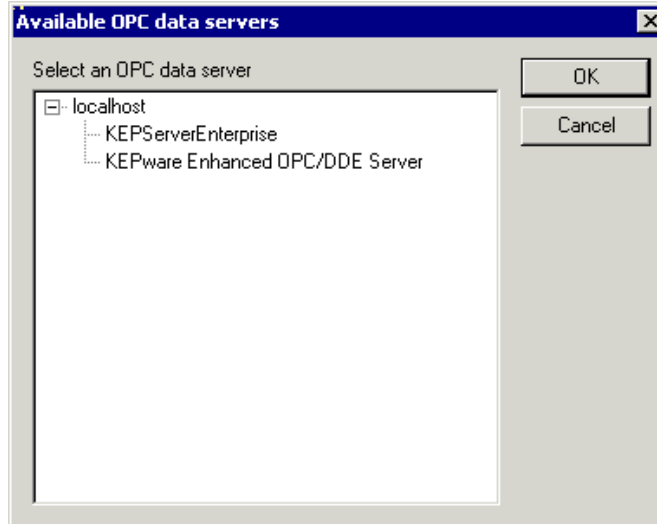 Available OPC data servers
Select an OPC data server
OK
localhost
Cancel
KEPServerEnterprise
KEPware Enhanced OPC/DDE Server